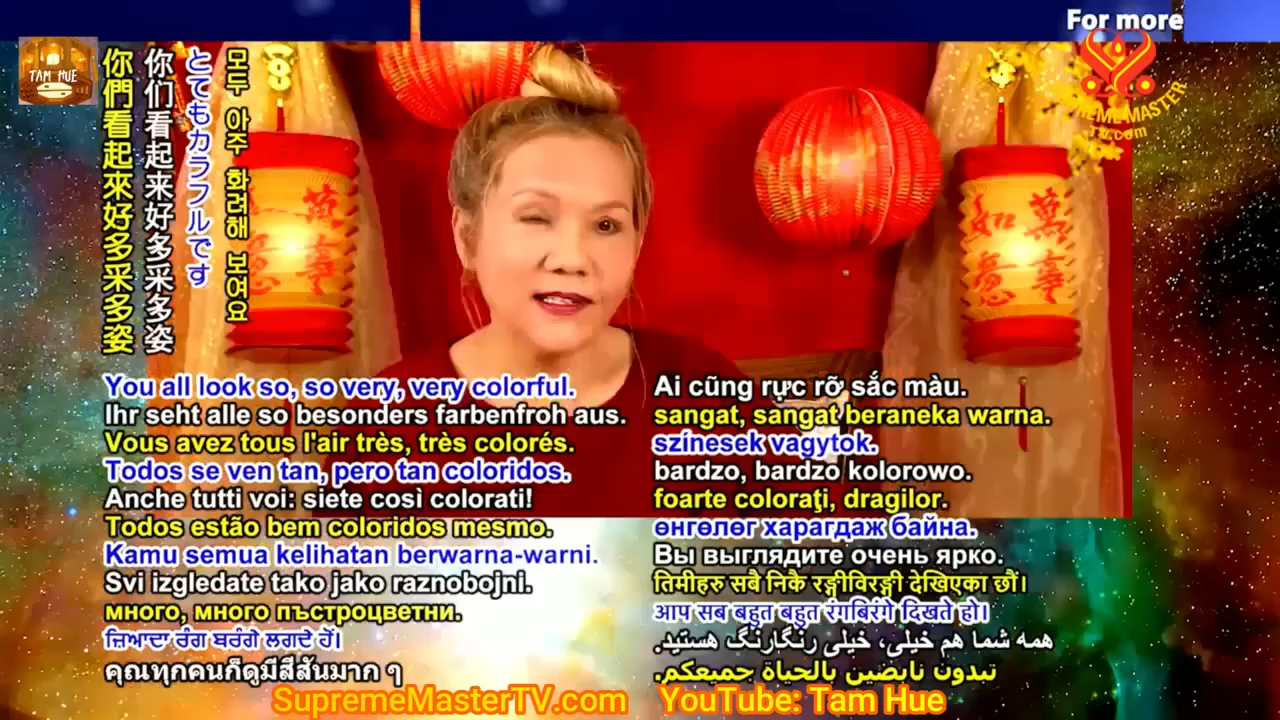 For more
TAM HUE
SUPREME MASTER
TV.com
你們看起來好多采多姿
你们看起来好多采多姿
とてもカラフルです
모두 아주 화려해 보여요
萬事
如意
You all look so, so very, very colorful.
Ihr seht alle so besonders farbenfroh aus.
Vous avez tous l'air très, très colorés.
Todos se ven tan, pero tan coloridos.
Anche tutti voi: siete così colorati!
Todos estão bem coloridos mesmo.
Kamu semua kelihatan berwarna-warni.
Svi izgledate tako jako raznobojni.
много, много пъстроцветни.
ਜ਼ਿਆਦਾ ਰੰਗ ਬਰੰਗੇ ਲਗਦੇ ਹੋਂ।
คุณทุกคนก็ดูมีสีสันมาก ๆ
Ai cũng rực rỡ sắc màu.
sangat, sangat beraneka warna.
színesek vagytok.
bardzo, bardzo kolorowo.
foarte coloraţi, dragilor.
өнгөлөг харагдаж байна.
Вы выглядите очень ярко.
तिमीहरु सबै निकै रङ्गीविरङ्गी देखिएका छौं।
आप सब बहुत बहुत रंगबिरंगे दिखते हो।
همه شما هم خیلی، خیلی رنگارنگ هستید.
تبدون نابضين بالحياة جميعكم.
SupremeMasterTV.com YouTube: Tam Hue